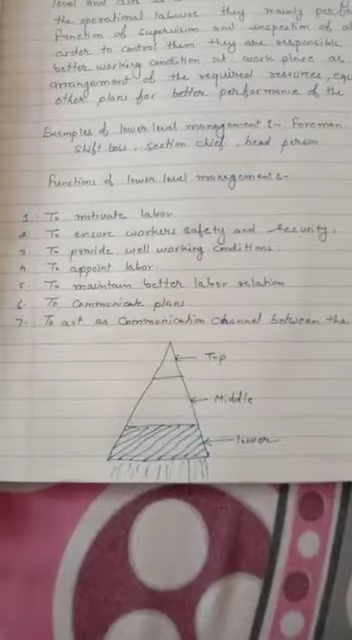 level and
the operational labours they mainly perfo
function of supervision and inspection of a
order to control them. they are responsible
better working condition at work place as
arrangement of the required resources, equ
other plans for better performance of the
Examples of lower level management :- foreman
shift boss, section chief, head person
functions of lower level management :-
1. To motivate labor
2. To ensure workers safety and security.
3. To provide well working conditions.
4. To appoint labor.
5. To maintain better labor relation
6. To communicate plans
7. To act as communication channel between the
Top
Middle
lower